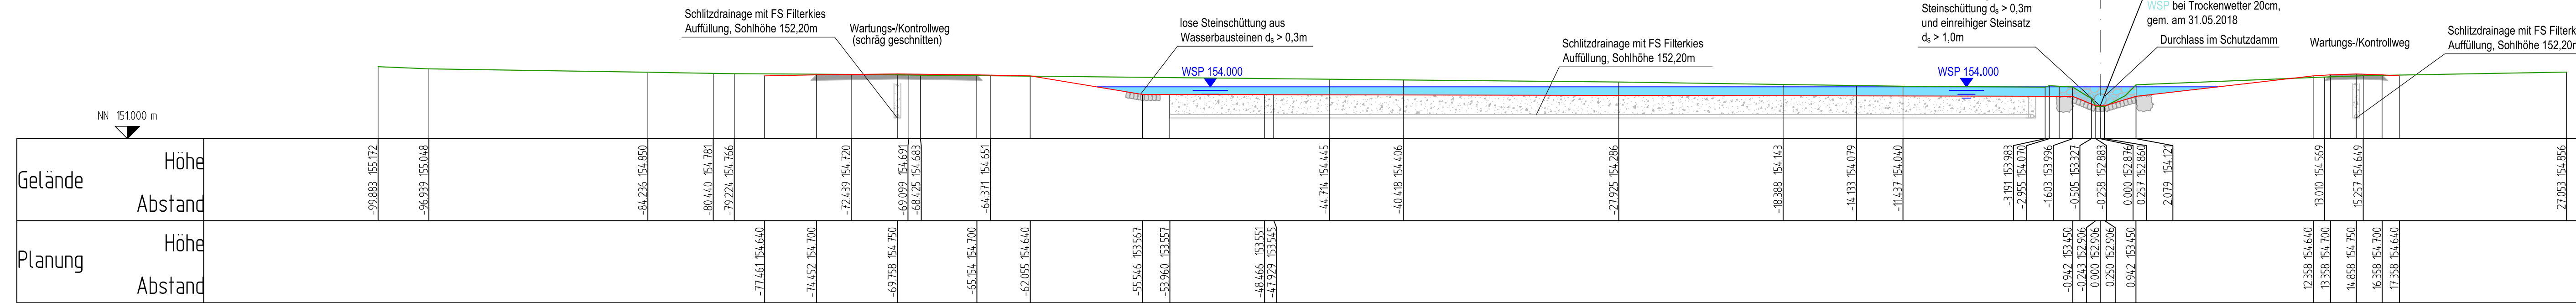 Schlitzdrainage mit FS Filterkies
Auffüllung, Sohlhöhe 152,20m
Wartungs-/Kontrollweg
(schräg geschnitten)
lose Steinschüttung aus
Wasserbausteinen ds > 0,3m
WSP 154.000
Schlitzdrainage mit FS Filterkies
Auffüllung, Sohlhöhe 152,20m
Steinschüttung ds > 0,3m
und einreihiger Steinsatz
ds > 1,0m
WSP 154.000
WSP bei Trockenwetter 20cm,
gem. am 31.05.2018
Durchlass im Schutzdamm
Wartungs-/Kontrollweg
Schlitzdrainage mit FS Filterk
Auffüllung, Sohlhöhe 152,20m
NN 151.000 m
Gelände
Höhe
Abstand
-99.883 155.172
-96.939 155.048
-84.236 154.850
-80.440 154.781
-79.224 154.766
-72.439 154.720
-69.099 154.691
-68.425 154.683
-64.371 154.651
-44.714 154.445
-40.418 154.406
-27.925 154.286
-18.388 154.143
-14.133 154.079
-11.437 154.040
-3.191 153.983
-2.955 154.070
-1.603 153.996
-0.505 153.327
-0.258 152.883
0.000 152.876
0.257 152.860
2.079 154.121
13.010 154.569
15.257 154.649
27.053 154.856
Planung
Höhe
Abstand
-77.461 154.640
-74.452 154.700
-69.758 154.750
-65.154 154.700
-62.055 154.640
-55.546 153.567
-53.960 153.557
-48.466 153.551
-47.929 153.545
-0.942 153.450
-0.243 152.906
0.000 152.906
0.250 152.906
0.942 153.450
12.358 154.640
13.358 154.700
14.858 154.750
16.358 154.700
17.358 154.640